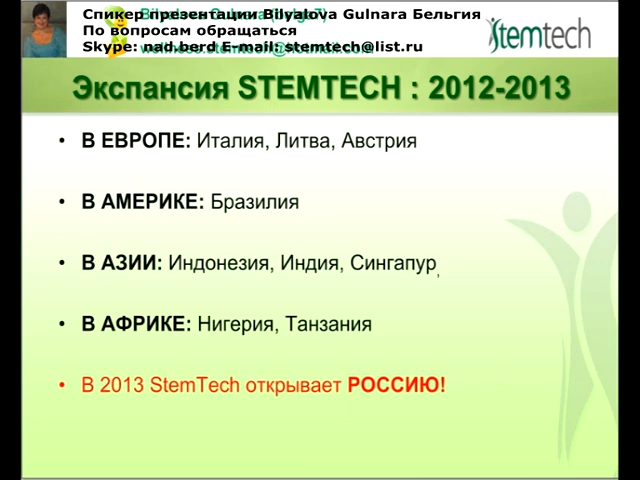 Спикер презентации Bilyalova Gulnara Бельгия
По вопросам обращаться
Skype: nad.berd E-mail: stemtech@list.ru
stemtech
Экспансия STEMTECH : 2012-2013
• В ЕВРОПЕ: Италия, Литва, Австрия
• В АМЕРИКЕ: Бразилия
• В АЗИИ: Индонезия, Индия, Сингапур,
• В АФРИКЕ: Нигерия, Танзания
• В 2013 StemTech открывает РОССИЮ!